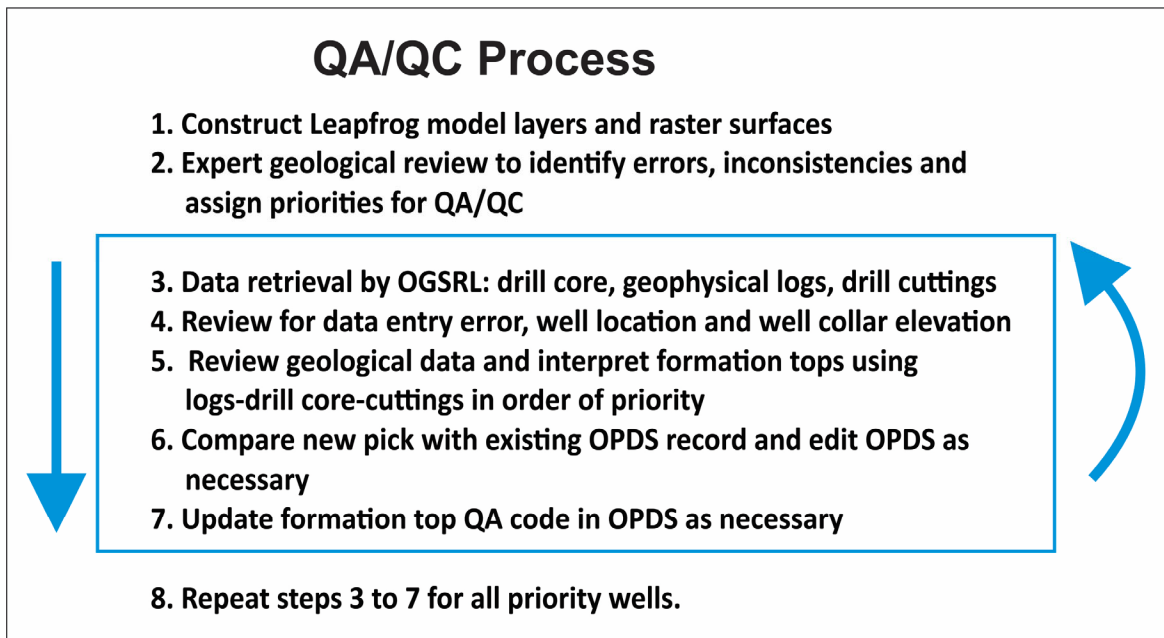 QA/QC Process
1. Construct Leapfrog model layers and raster surfaces
2. Expert geological review to identify errors, inconsistencies and
assign priorities for QA/QC
3. Data retrieval by OGSRL: drill core, geophysical logs, drill cuttings
4. Review for data entry error, well location and well collar elevation
5. Review geological data and interpret formation tops using
logs-drill core-cuttings in order of priority
6. Compare new pick with existing OPDS record and edit OPDS as
necessary
7. Update formation top QA code in OPDS as necessary
8. Repeat steps 3 to 7 for all priority wells.